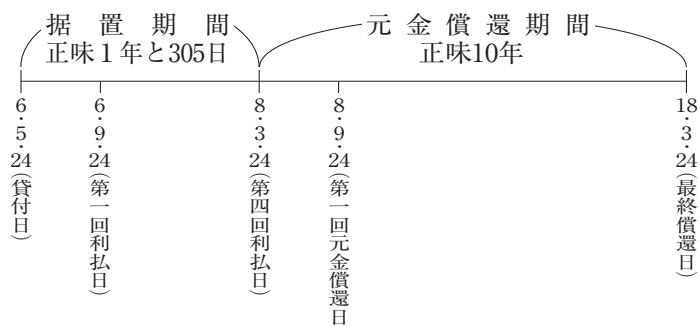 据置期間
正味1年と305日
元金償還期間
正味10年
6・5・24(貸付日)
6・9・24(第一回利払日)
8・3・24(第四回利払日)
8・9・24(第一回元金償還日
18・3・24(最終償還日)